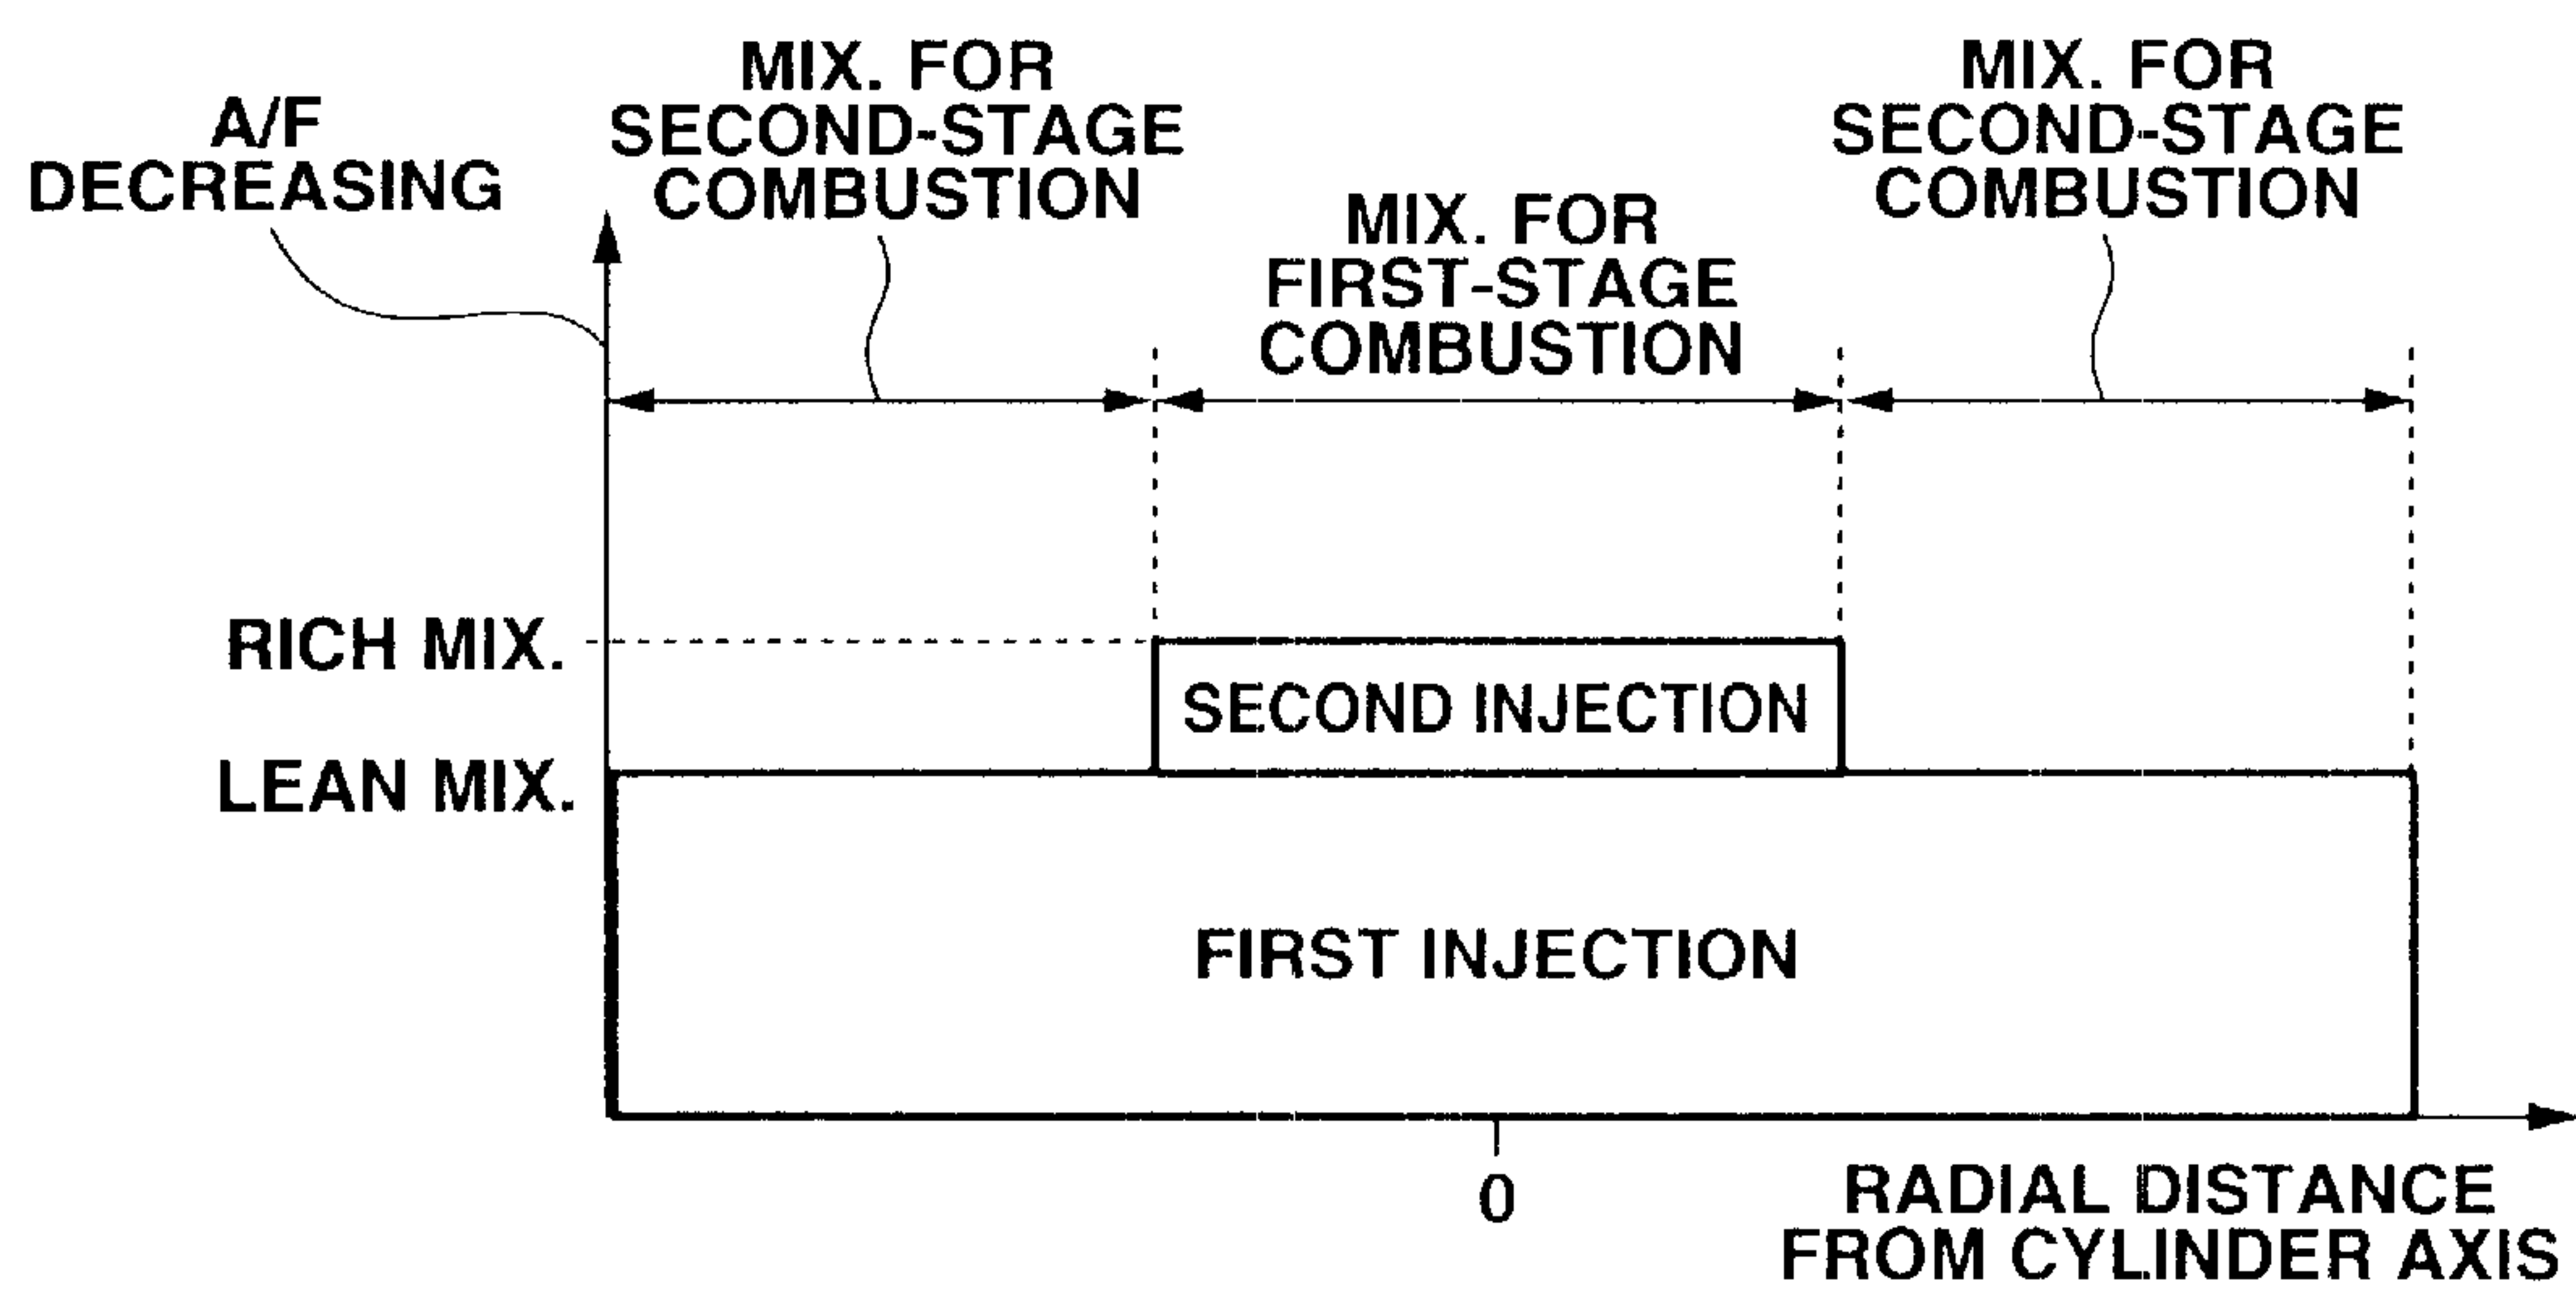 A/F
DECREASING
MIX. FOR
SECOND-STAGE
COMBUSTION
MIX. FOR
FIRST-STAGE
COMBUSTION
MIX. FOR
SECOND-STAGE
COMBUSTION
RICH MIX.
SECOND INJECTION
LEAN MIX.
FIRST INJECTION
0
RADIAL DISTANCE
FROM CYLINDER AXIS